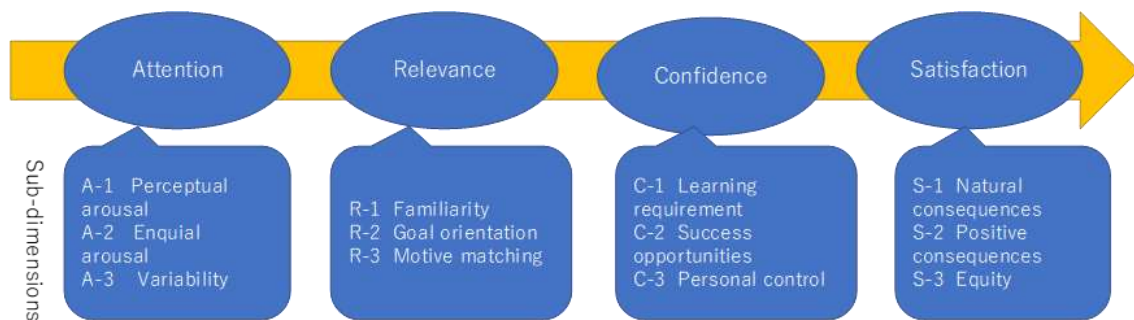 Attention
Relevance
Confidence
Satisfaction
Sub-dimensions
A-1 Perceptual
arousal
A-2 Enquial
arousal
A-3 Variability
R-1 Familiarity
R-2 Goal orientation
R-3 Motive matching
C-1 Learning
requirement
C-2 Success
opportunities
C-3 Personal control
S-1 Natural
consequences
S-2 Positive
consequences
S-3 Equity